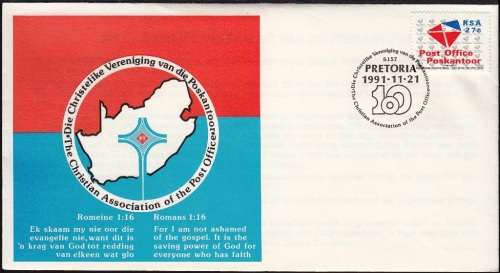 •Die Christelike Vereniging van die Poskantoor•
•The Christian Association of the Post Office•
Romeine 1:16
Ek skaam my nie oor die
evangelie nie, want dit is
'n krag van God tot redding
van elkeen wat glo
Romans 1:16
For I am not ashamed
of the gospel. It is the
saving power of God for
everyone who has faith
Die Christelike Vereniging van die Poskantoor
6.137
PRETORIA
1991·11·21
The Christian Association of the Post Office
RSA
27c
Post Office
Poskantoor